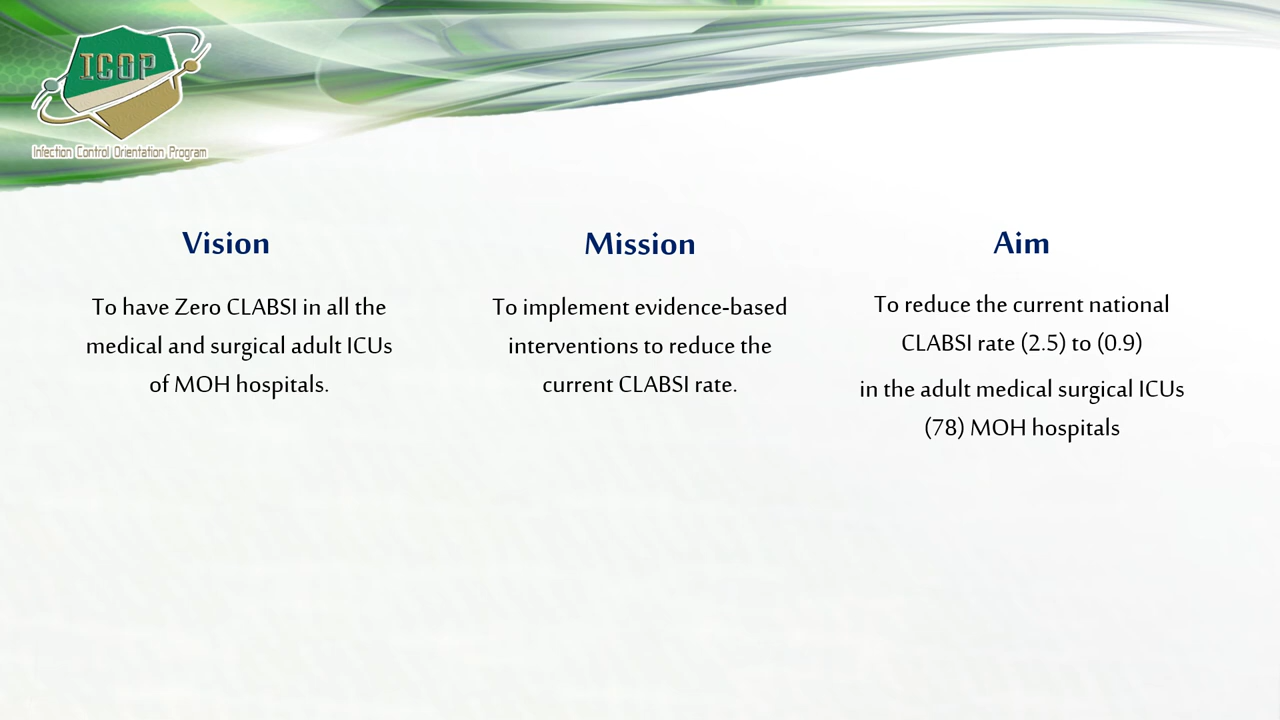 ICOP
Infection Control Orientation Program
Vision
To have Zero CLABSI in all the
medical and surgical adult ICUs
of MOH hospitals.
Mission
To implement evidence-based
interventions to reduce the
current CLABSI rate.
Aim
To reduce the current national
CLABSI rate (2.5) to (0.9)
in the adult medical surgical ICUs
(78) MOH hospitals